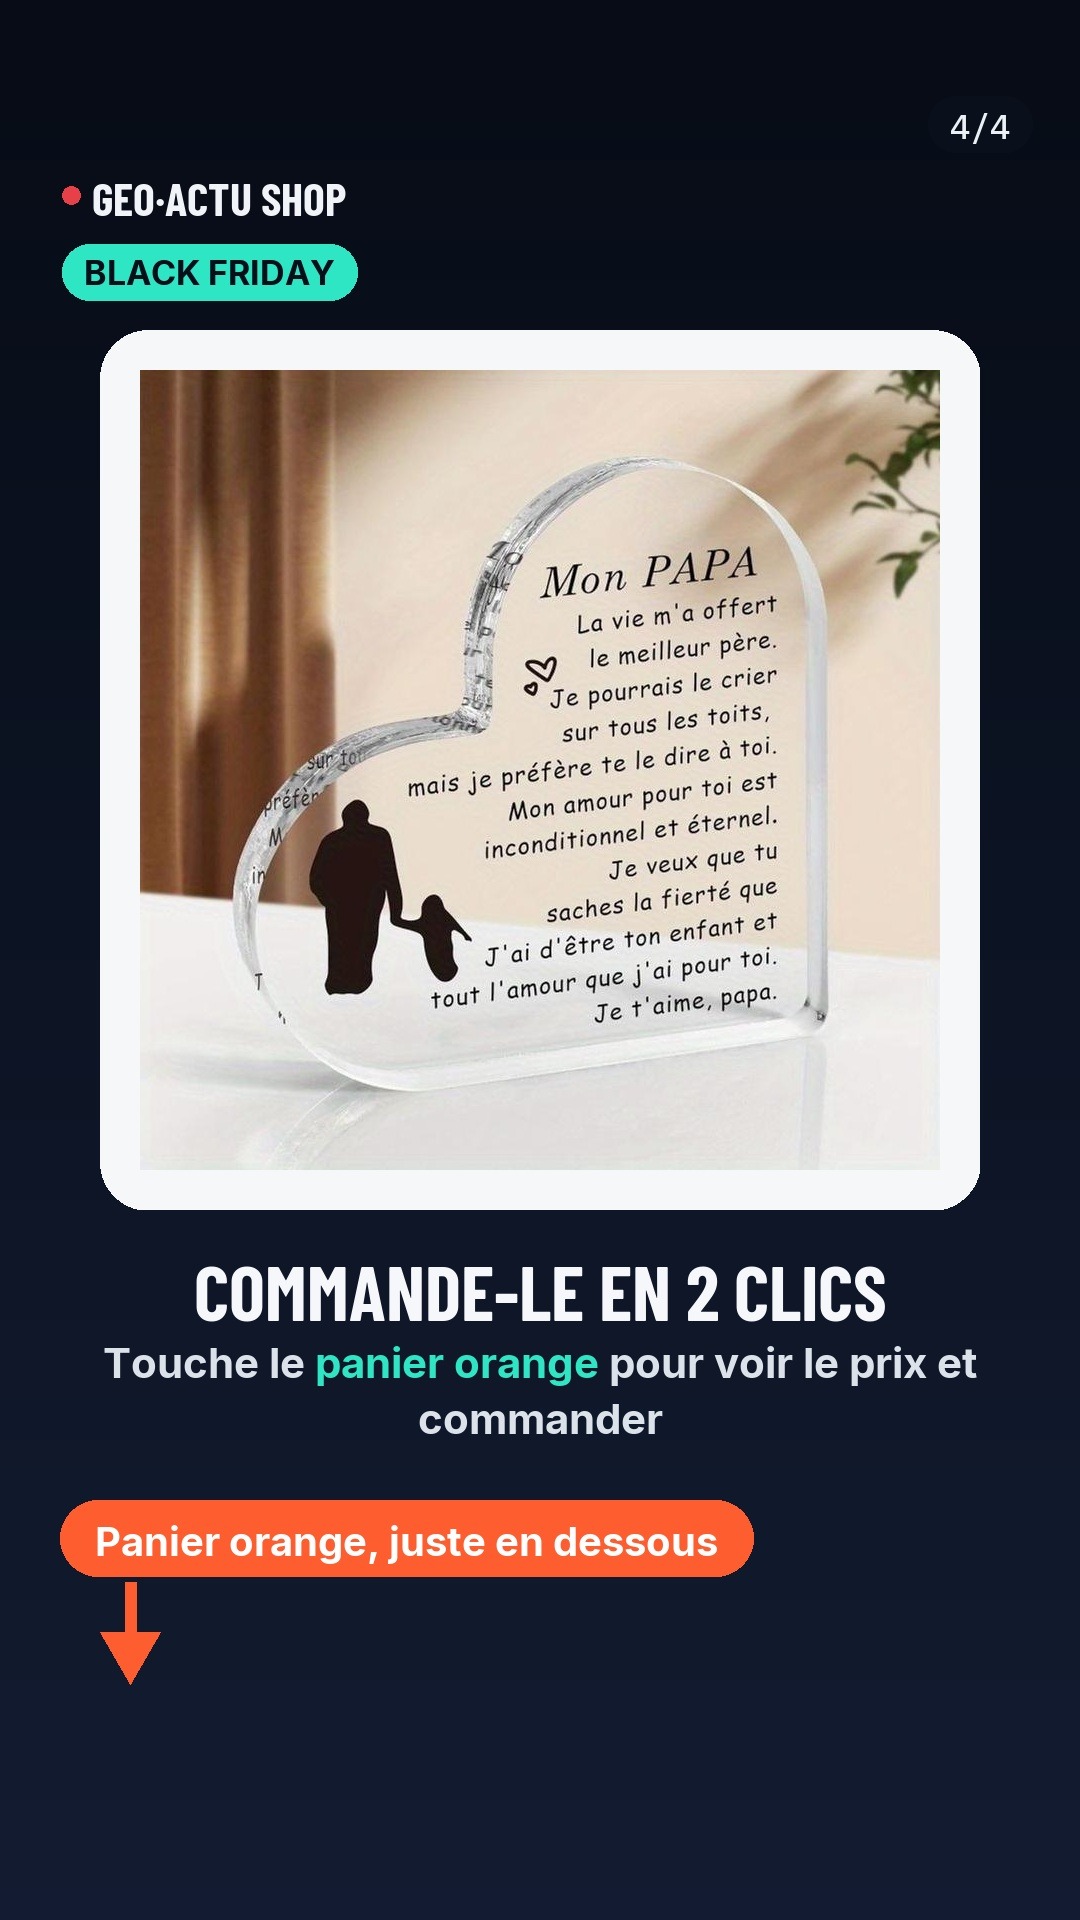 4/4
GEO·ACTU SHOP
BLACK FRIDAY
Mon PAPA
La vie m'a offert
le meilleur père.
Je pourrais le crier
sur tous les toits,
mais je préfère te le dire à toi.
Mon amour pour toi est
inconditionnel et éternel.
Je veux que tu
saches la fierté que
J'ai d'être ton enfant et
tout l'amour que j'ai pour toi.
Je t'aime, papa.
COMMANDE-LE EN 2 CLICS
Touche le panier orange pour voir le prix et
commander
Panier orange, juste en dessous